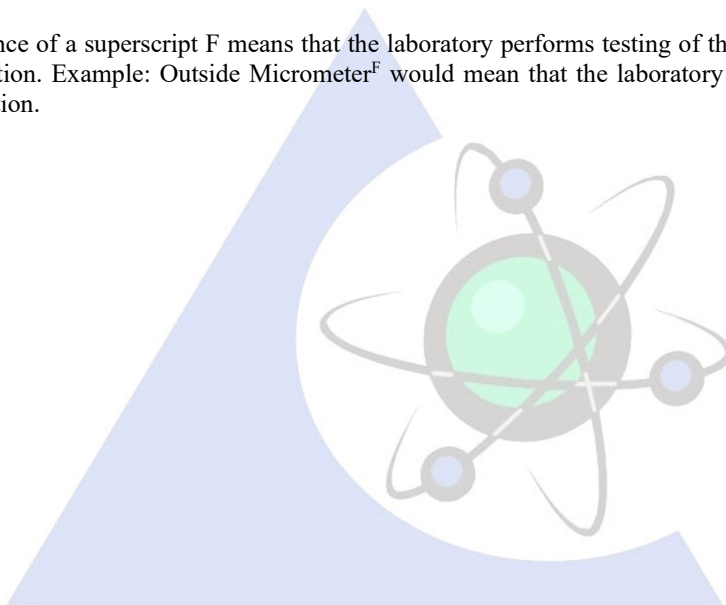 nce of a superscript F means that the laboratory performs testing of th
tion. Example: Outside Micrometerᶠ would mean that the laboratory
ion.